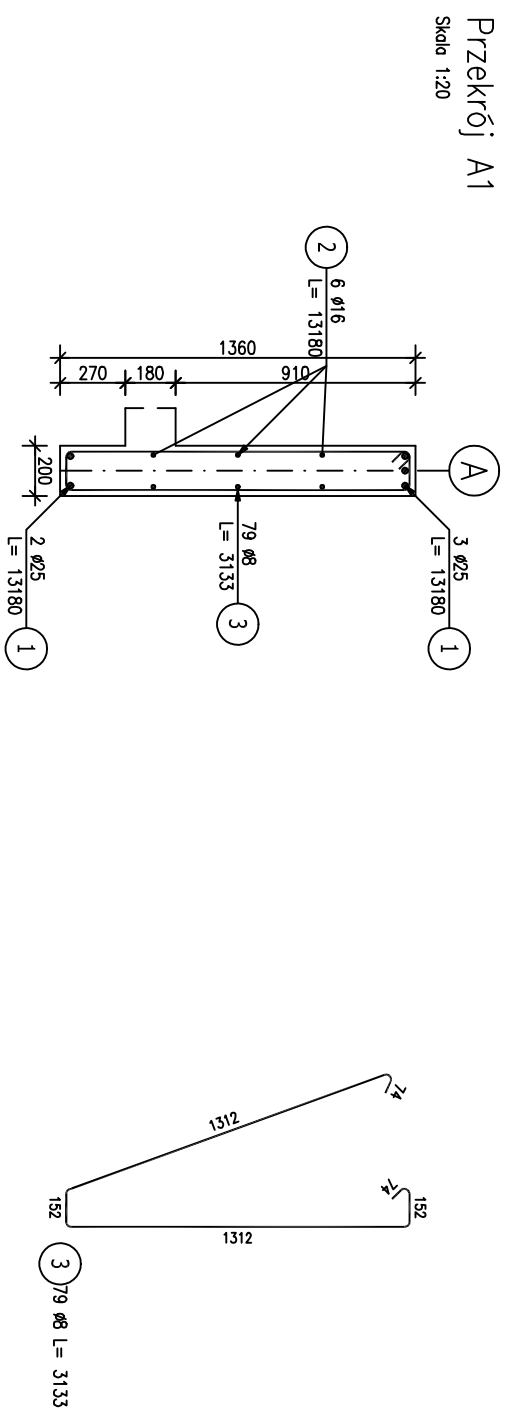 Przekrój A1
Skala 1:20
2
6 ø16
L= 13180
1360
270
180
910
200
A
3 ø25
L= 13180
1
79 ø8
L= 3133
3
2 ø25
L= 13180
1
1312
74
74
152
152
1312
3
79 ø8 L= 3133